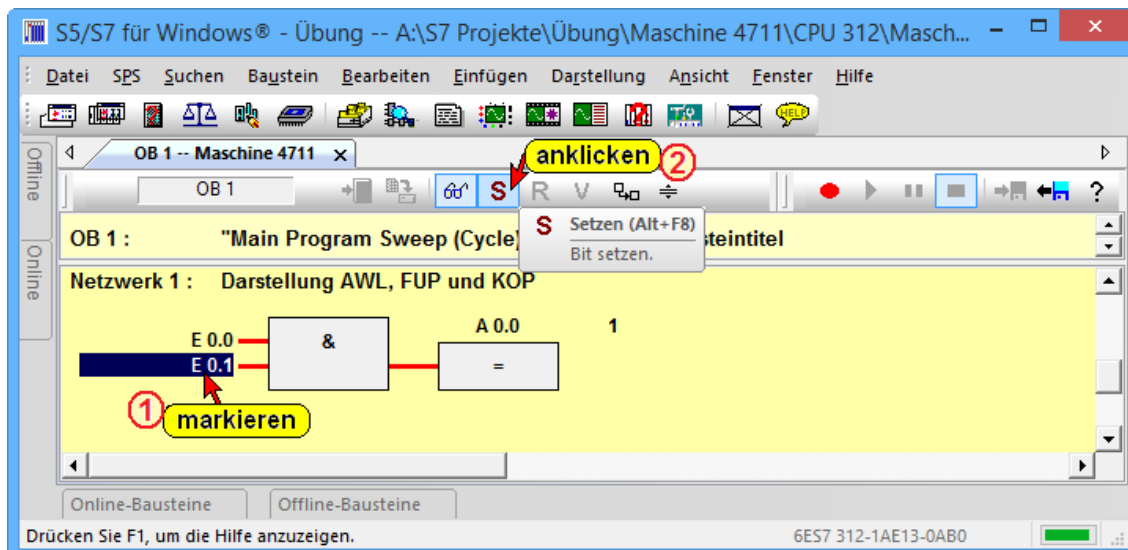 S5/S7 für Windows® - Übung -- A:\S7 Projekte\Übung\Maschine 4711\CPU 312\Masch...
Datei SPS Suchen Baustein Bearbeiten Einfügen Darstellung Ansicht Fenster Hilfe
HELP
Offline
OB 1 -- Maschine 4711 x
anklicken 2
OB 1 S R V ?
S Setzen (Alt+F8)
Bit setzen.
OB 1 : "Main Program Sweep (Cycle) steintitel
Online
Netzwerk 1 : Darstellung AWL, FUP und KOP
A 0.0 1
E 0.0 &
E 0.1 =
1 markieren
Online-Bausteine Offline-Bausteine
Drücken Sie F1, um die Hilfe anzuzeigen. 6ES7 312-1AE13-0AB0